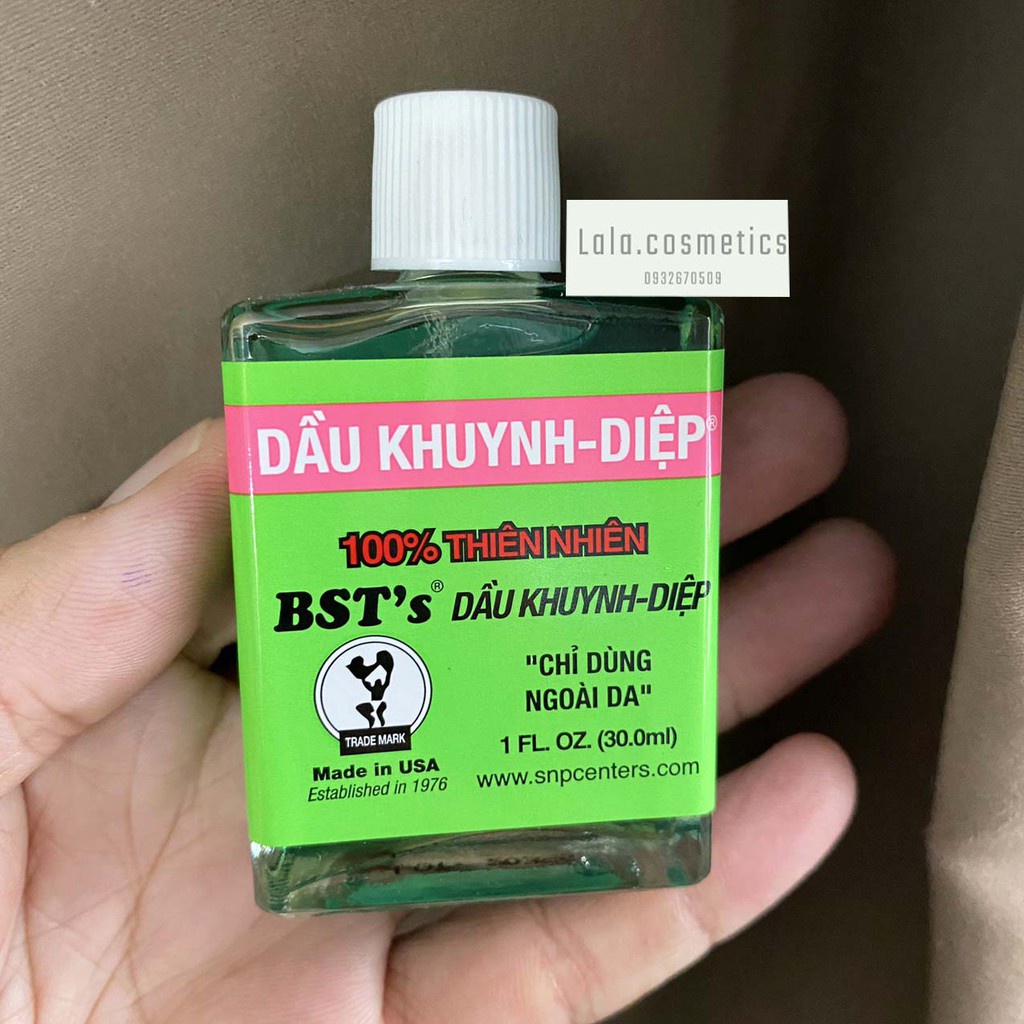 Lala.cosmetics
0932670509
DẦU KHUYNH-DIỆP®
100% THIÊN NHIÊN
BST's® DẦU KHUYNH-DIỆP
"CHỈ DÙNG
NGOÀI DA"
TRADE MARK
1 FL. OZ. (30.0ml)
Made in USA
www.snpcenters.com
Established in 1976